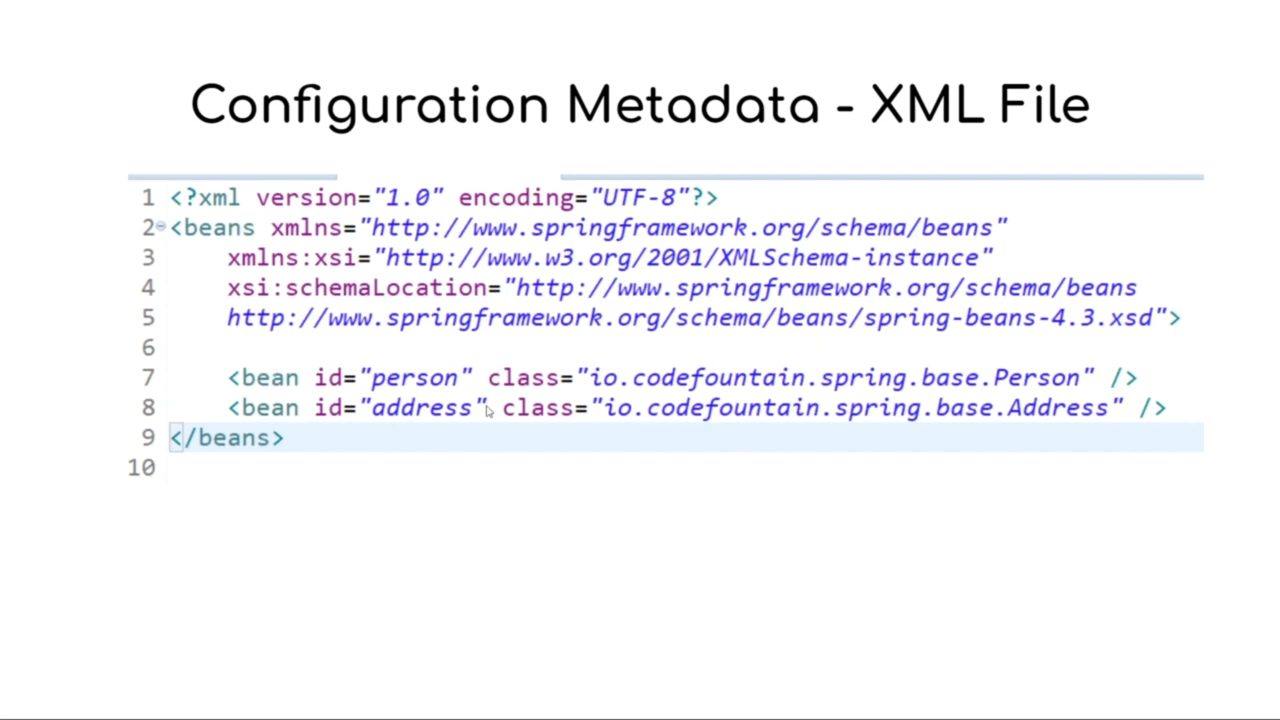 Configuration Metadata - XML File
1 <?xml version="1.0" encoding="UTF-8"?>
2 <beans xmlns="http://www.springframework.org/schema/beans"
3 xmlns:xsi="http://www.w3.org/2001/XMLSchema-instance"
4 xsi:schemaLocation="http://www.springframework.org/schema/beans
5 http://www.springframework.org/schema/beans/spring-beans-4.3.xsd">
6
7 <bean id="person" class="io.codefountain.spring.base.Person" />
8 <bean id="address" class="io.codefountain.spring.base.Address" />
9 </beans>
10